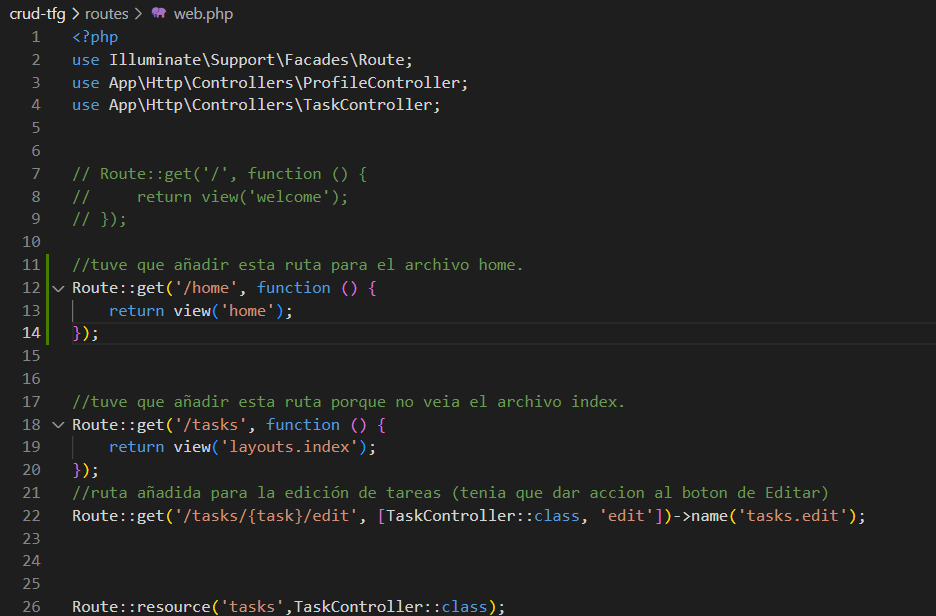 crud-tfg > routes > web.php
1 <?php
2 use Illuminate\Support\Facades\Route;
3 use App\Http\Controllers\ProfileController;
4 use App\Http\Controllers\TaskController;
5
6
7 // Route::get('/', function () {
8 //     return view('welcome');
9 // });
10
11 //tuve que añadir esta ruta para el archivo home.
12 Route::get('/home', function () {
13     return view('home');
14 });
15
16
17 //tuve que añadir esta ruta porque no veia el archivo index.
18 Route::get('/tasks', function () {
19     return view('layouts.index');
20 });
21 //ruta añadida para la edición de tareas (tenia que dar accion al boton de Editar)
22 Route::get('/tasks/{task}/edit', [TaskController::class, 'edit'])->name('tasks.edit');
23
24
25
26 Route::resource('tasks',TaskController::class);